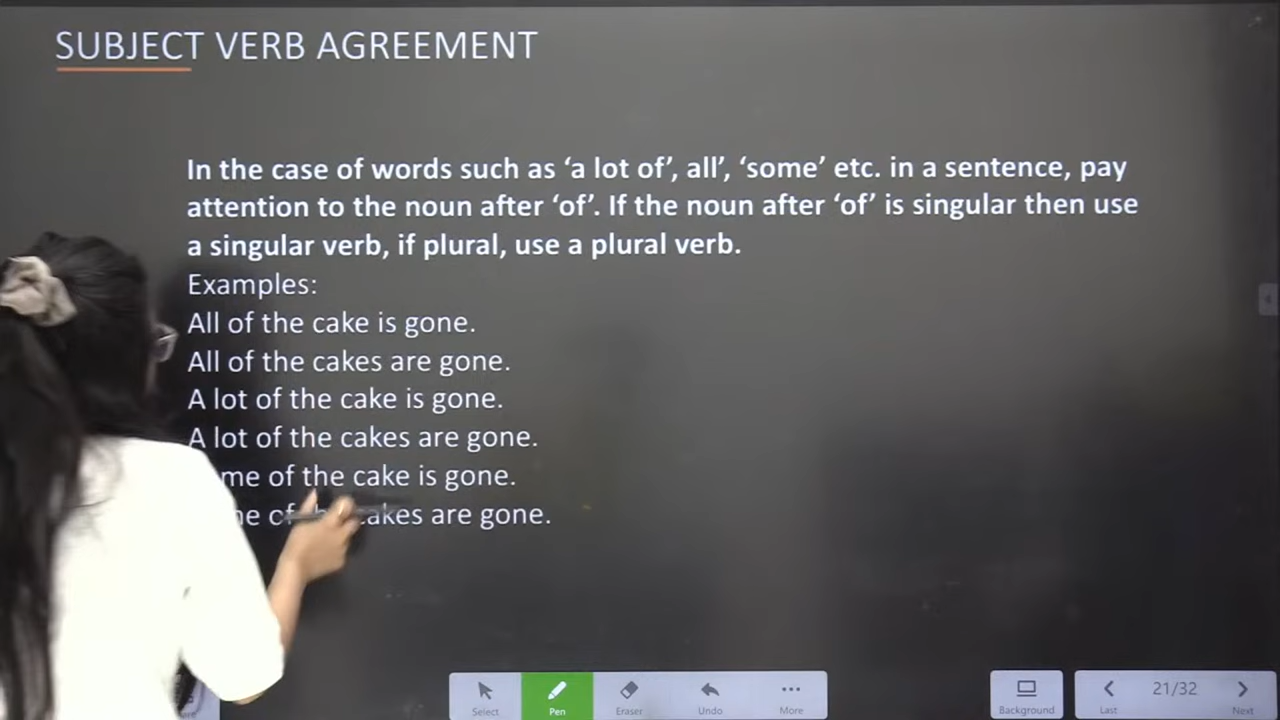 SUBJECT VERB AGREEMENT
In the case of words such as ‘a lot of’, all’, ‘some’ etc. in a sentence, pay
attention to the noun after ‘of’. If the noun after ‘of’ is singular then use
a singular verb, if plural, use a plural verb.
Examples:
All of the cake is gone.
All of the cakes are gone.
A lot of the cake is gone.
A lot of the cakes are gone.
of the cake is gone.
cakes are gone.
Select Pen Eraser Undo More
Background
Last 21/32 Next